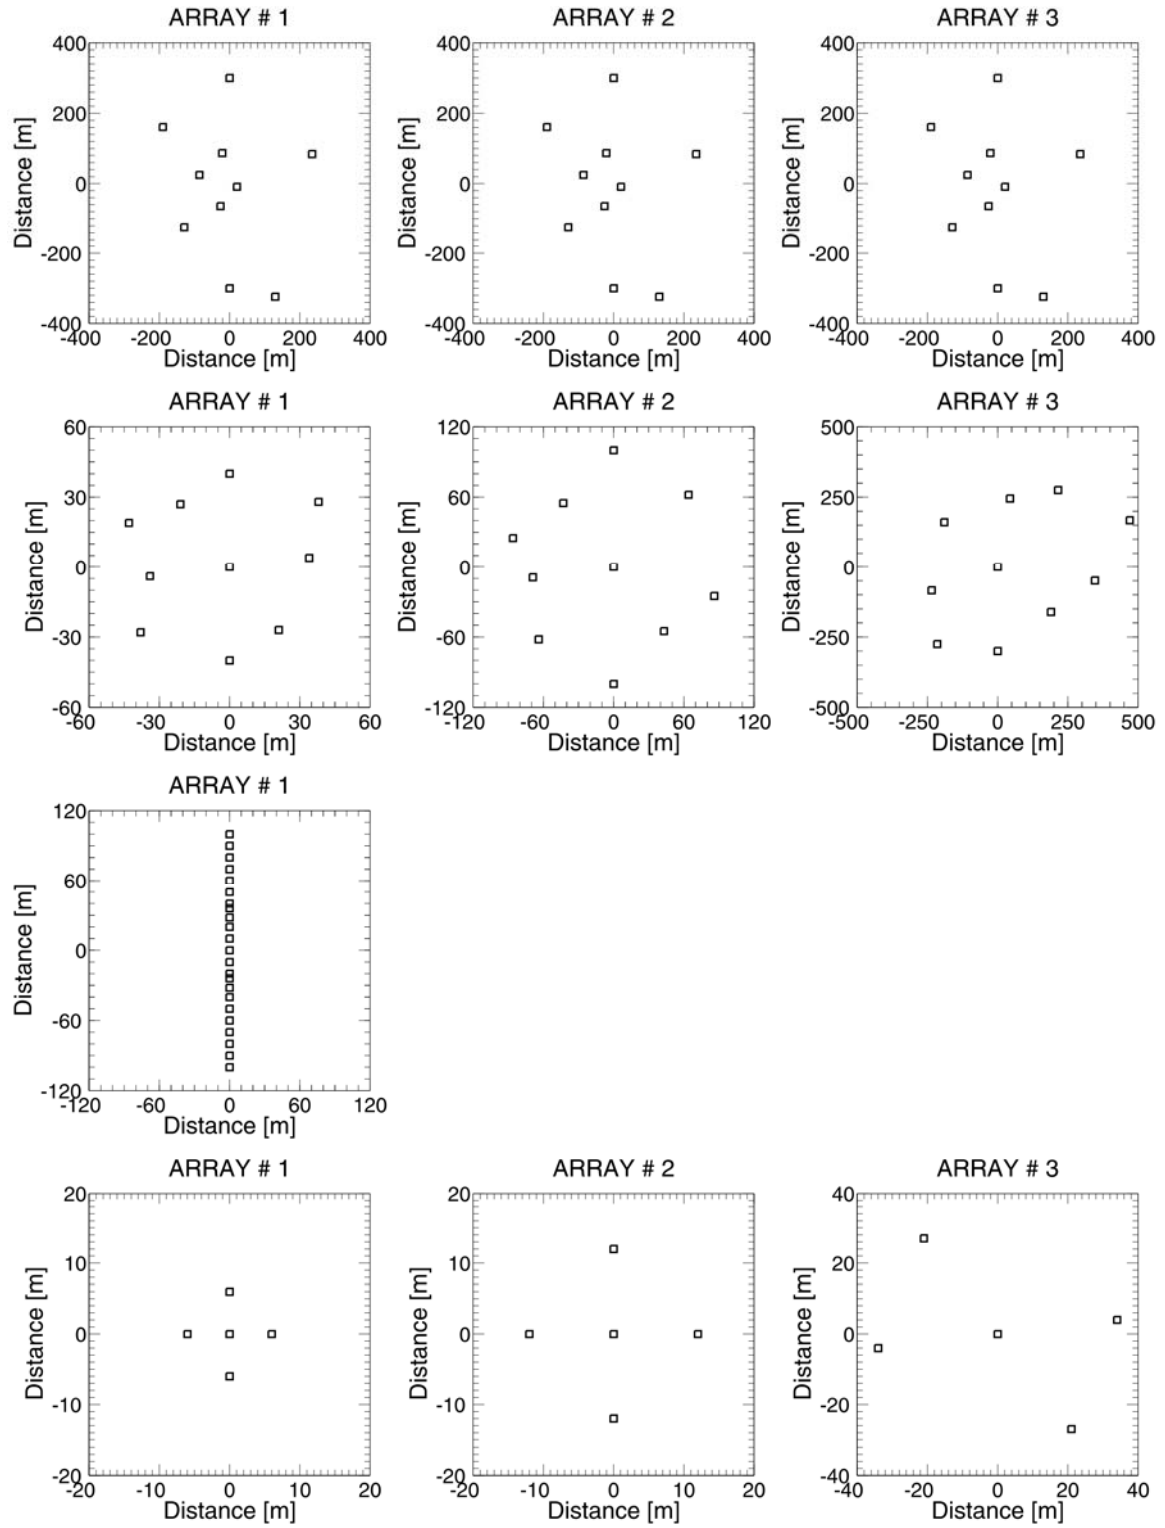 ARRAY # 1 ARRAY # 2 ARRAY # 3
400 400 400
200 200 200
0 0 0
-200 -200 -200
-400 -400 -400
Distance [m] Distance [m] Distance [m]
-400 -200 0 200 400 -400 -200 0 200 400 -400 -200 0 200 400
Distance [m] Distance [m] Distance [m]
ARRAY # 1 ARRAY # 2 ARRAY # 3
60 120 500
30 60 250
0 0 0
-30 -60 -250
-60 -120 -500
Distance [m] Distance [m] Distance [m]
-60 -30 0 30 60 -120 -60 0 60 120 -500 -250 0 250 500
Distance [m] Distance [m] Distance [m]
ARRAY # 1
120
60
0
-60
-120
Distance [m]
-120 -60 0 60 120
Distance [m]
ARRAY # 1 ARRAY # 2 ARRAY # 3
20 20 40
10 10 20
0 0 0
-10 -10 -20
-20 -20 -40
Distance [m] Distance [m] Distance [m]
-20 -10 0 10 20 -20 -10 0 10 20 -40 -20 0 20 40
Distance [m] Distance [m] Distance [m]